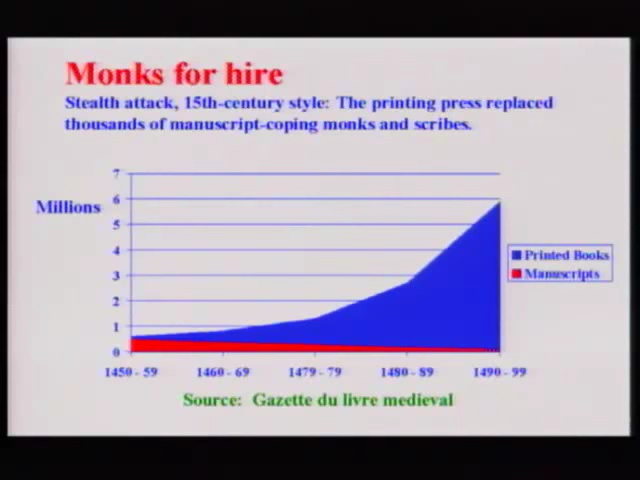 Monks for hire
Stealth attack, 15th-century style: The printing press replaced
thousands of manuscript-coping monks and scribes.
7
Millions
6
5
4
3
2
1
0
Printed Books
Manuscripts
1450 - 59
1460 - 69
1479 - 79
1480 - 89
1490 - 99
Source: Gazette du livre medieval